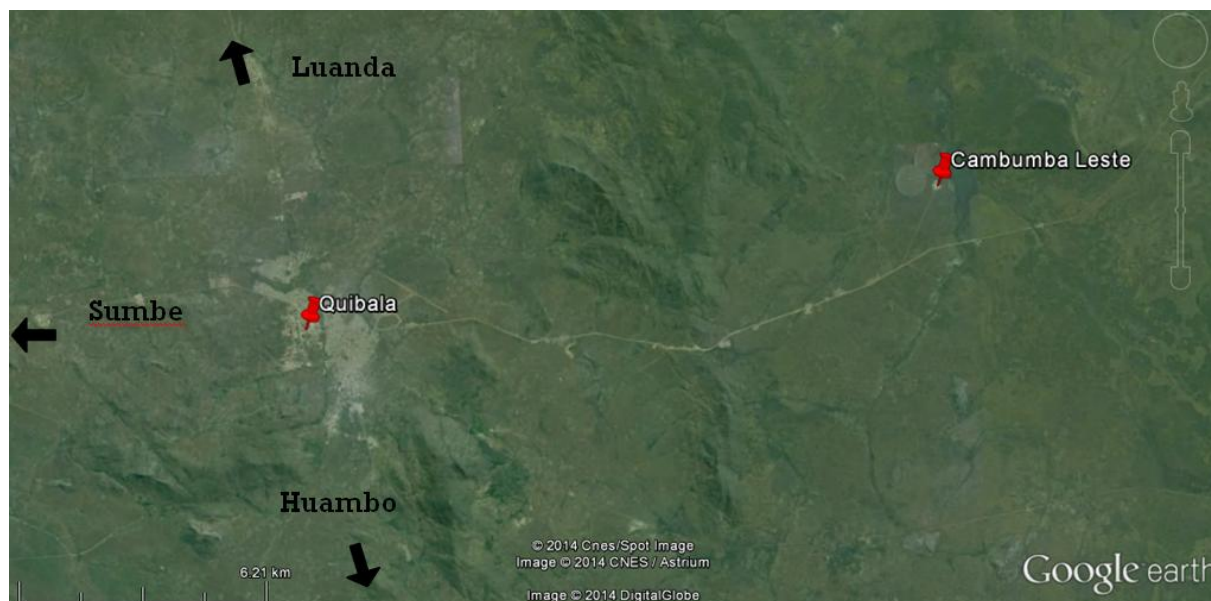 Luanda
Cambumba Leste
Quibala
Sumbe
Huambo
© 2014 Cnes/Spot Image
Image © 2014 CNES / Astrium
6.21 km
Google earth
Image © 2014 DigitalGlobe